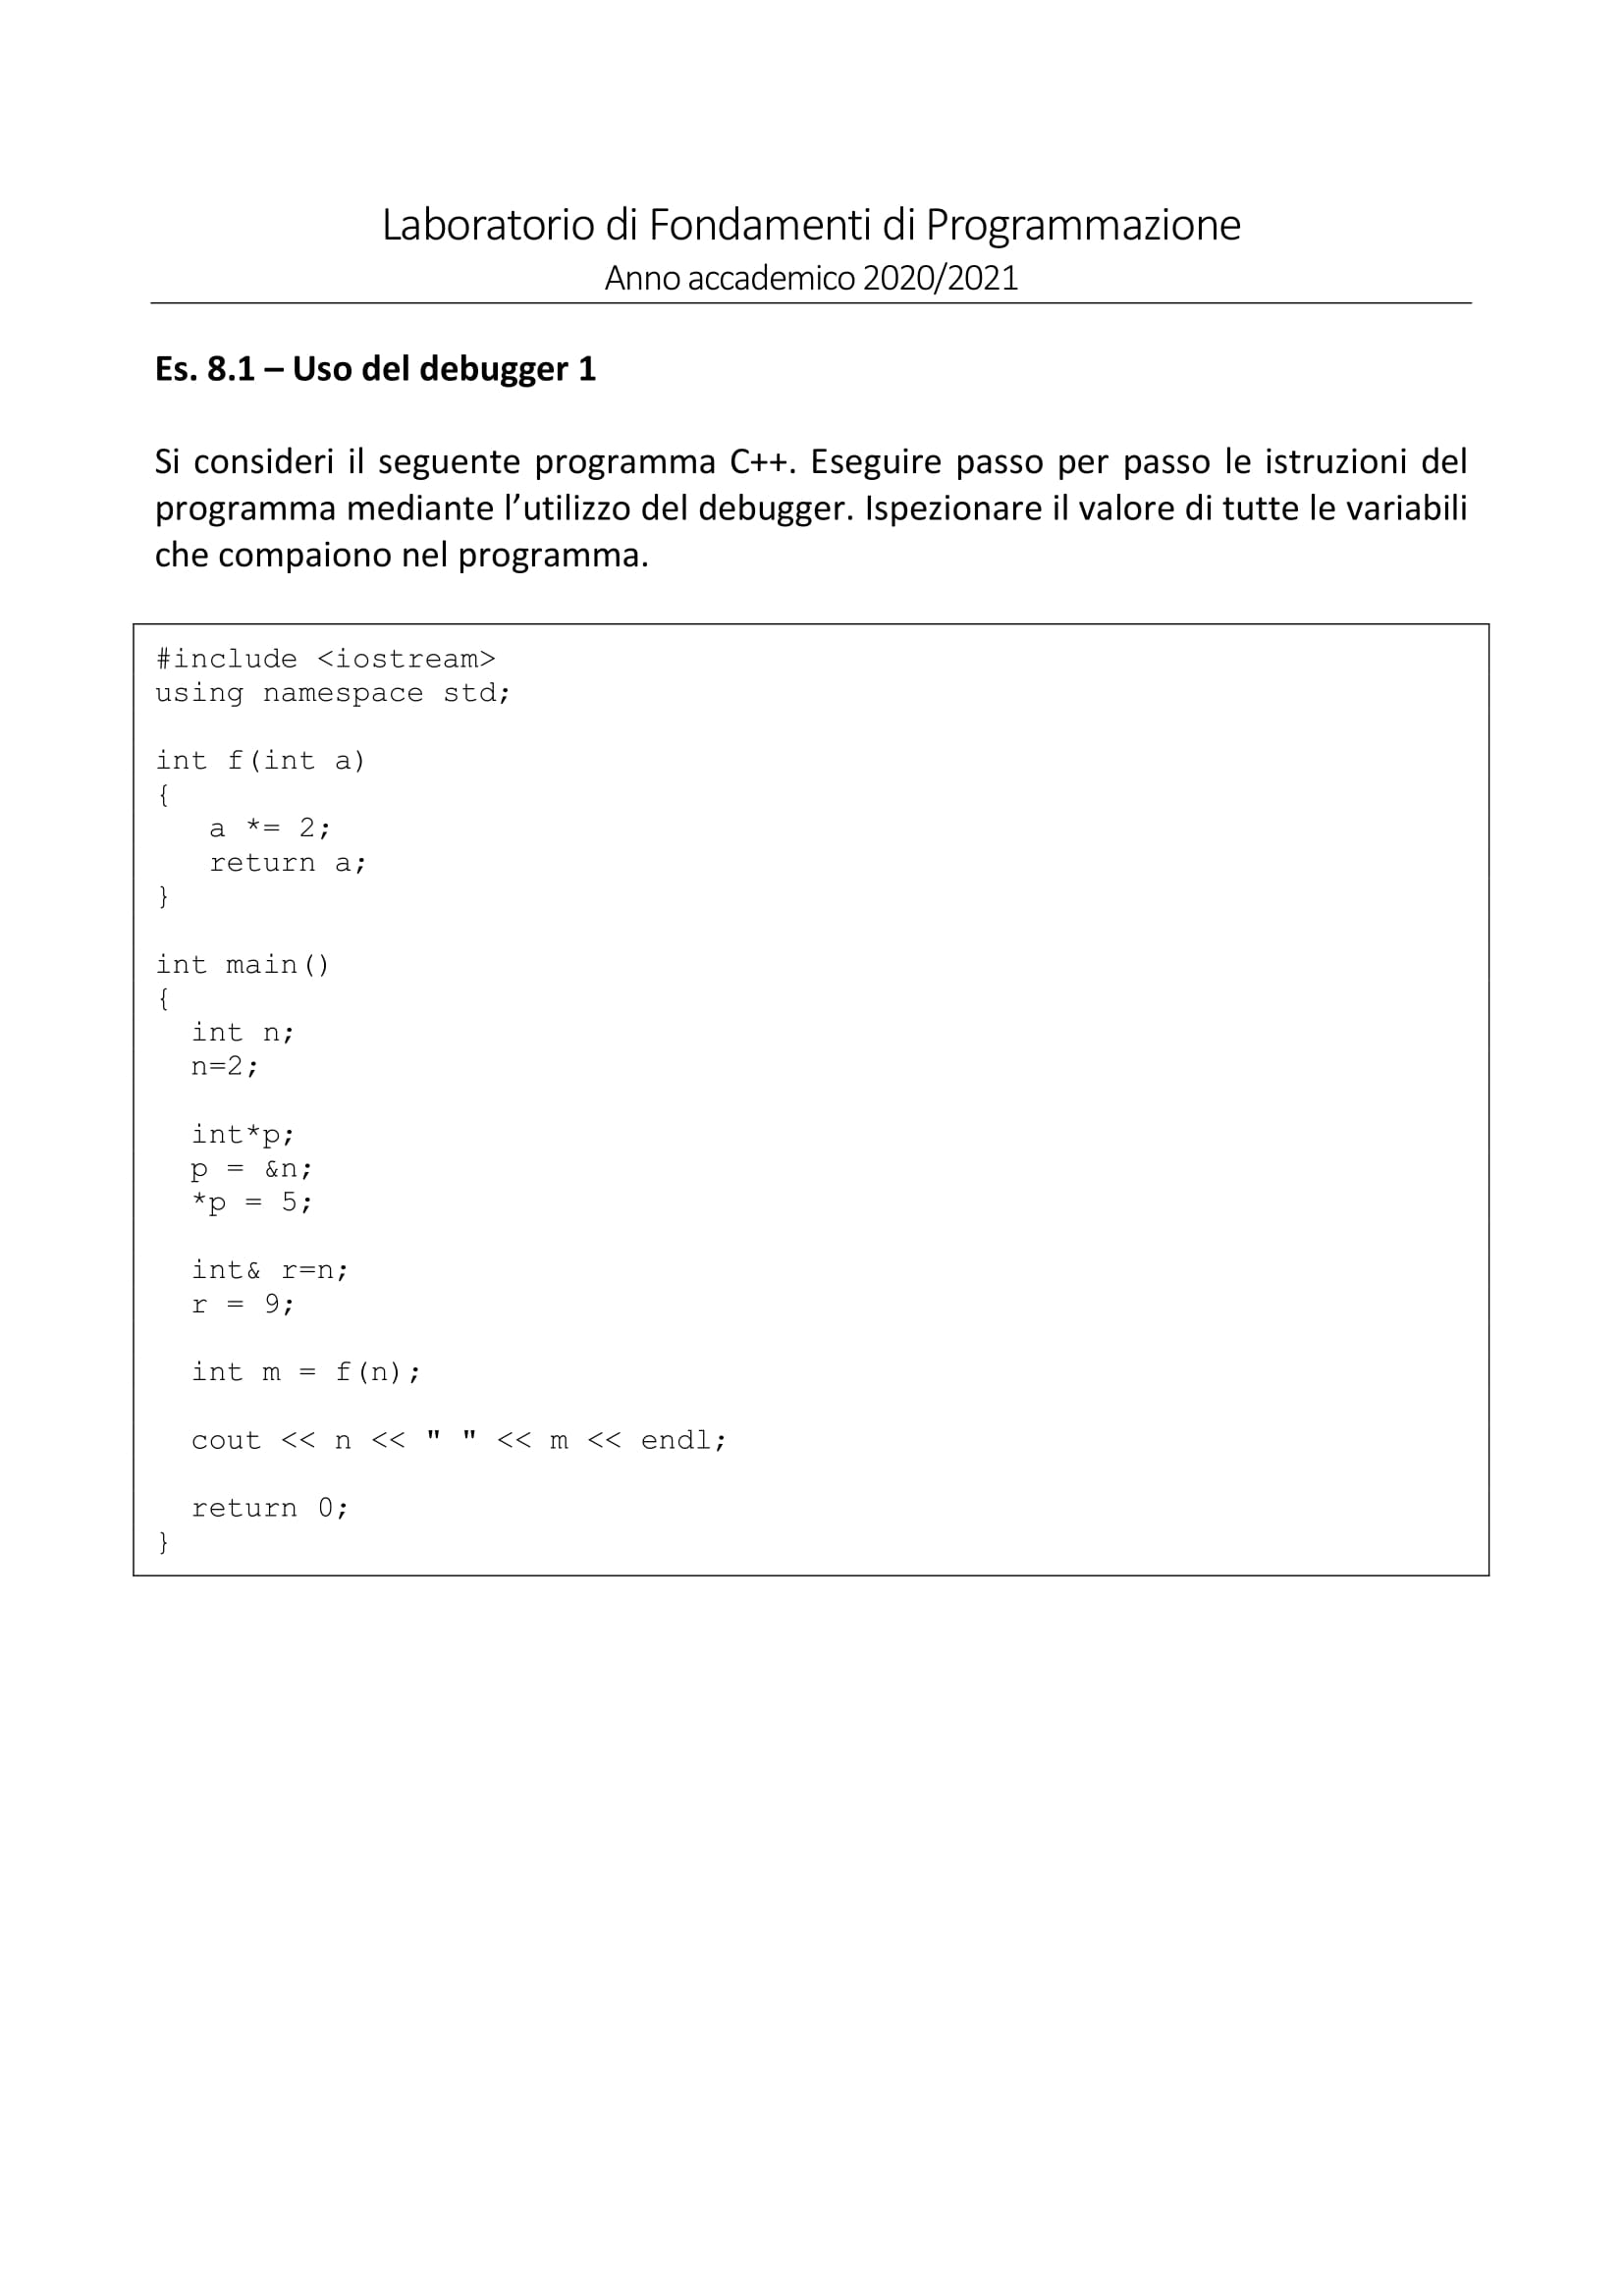 Laboratorio di Fondamenti di Programmazione
Anno accademico 2020/2021
Es. 8.1 – Uso del debugger 1
Si consideri il seguente programma C++. Eseguire passo per passo le istruzioni del
programma mediante l’utilizzo del debugger. Ispezionare il valore di tutte le variabili
che compaiono nel programma.
#include <iostream>
using namespace std;
int f(int a)
{
   a *= 2;
   return a;
}
int main()
{
  int n;
  n=2;
  int*p;
  p = &n;
  *p = 5;
  int& r=n;
  r = 9;
  int m = f(n);
  cout << n << " " << m << endl;
  return 0;
}